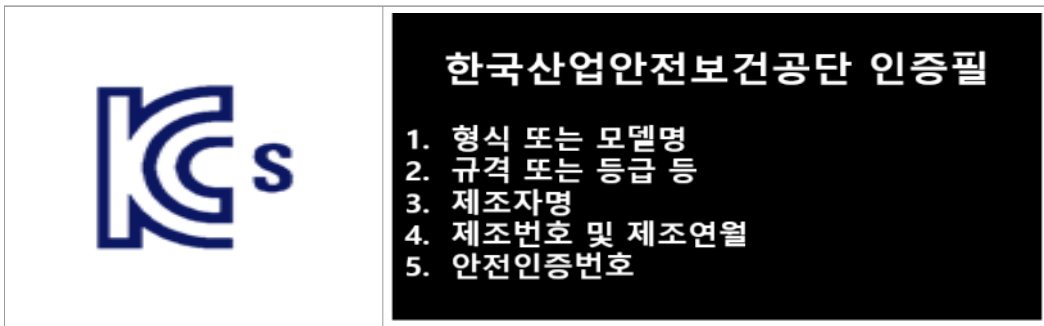 KCs
한국산업안전보건공단 인증필
1. 형식 또는 모델명
2. 규격 또는 등급 등
3. 제조자명
4. 제조번호 및 제조연월
5. 안전인증번호